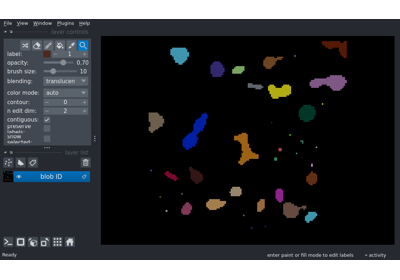 File View Window Plugins Help
layer controls
label: 1
opacity: 0.70
brush size: 10
blending: translucen
color mode: auto
contour: 0
n edit dim: 2
contiguous:
preserve
labels:
show
selected:
layer list
blob ID
Ready
enter paint or fill mode to edit labels
activity